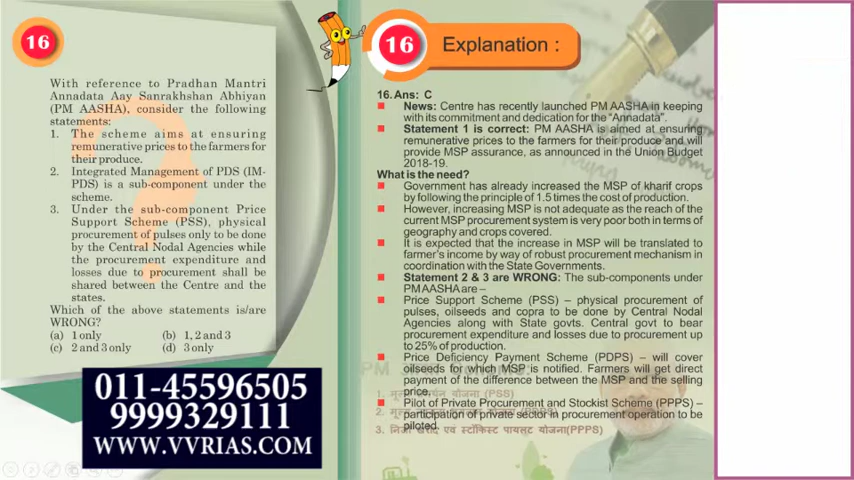 16
With reference to Pradhan Mantri
Annadata Aay Sanrakshan Abhiyan
(PM AASHA), consider the following
statements:
1. The scheme aims at ensuring
remunerative prices to the farmers for
their produce.
2. Integrated Management of PDS (IM-
PDS) is a sub-component under the
scheme.
3. Under the sub-component Price
Support Scheme (PSS), physical
procurement of pulses only to be done
by the Central Nodal Agencies while
the procurement expenditure and
losses due to procurement shall be
shared between the Centre and the
states.
Which of the above statements is/are
WRONG?
(a) 1 only (b) 1, 2 and 3
(c) 2 and 3 only (d) 3 only
011-45596505
9999329111
WWW.VVRIAS.COM
16 Explanation :
16. Ans: C
News: Centre has recently launched PM AASHA in keeping
with its commitment and dedication for the "Annadata".
Statement 1 is correct: PM AASHA is aimed at ensuring
remunerative prices to the farmers for their produce and will
provide MSP assurance, as announced in the Union Budget
2018-19.
What is the need?
Government has already increased the MSP of kharif crops
by following the principle of 1.5 times the cost of production.
However, increasing MSP is not adequate as the reach of the
current MSP procurement system is very poor both in terms of
geography and crops covered.
It is expected that the increase in MSP will be translated to
farmer's income by way of robust procurement mechanism in
coordination with the State Governments.
Statement 2 & 3 are WRONG: The sub-components under
PM AASHA are –
Price Support Scheme (PSS) – physical procurement of
pulses, oilseeds and copra to be done by Central Nodal
Agencies along with State govts. Central govt to bear
procurement expenditure and losses due to procurement up
to 25% of production.
Price Deficiency Payment Scheme (PDPS) – will cover
oilseeds for which MSP is notified. Farmers will get direct
payment of the difference between the MSP and the selling
price.
1. मूल्य समर्थन योजना (PSS)
Pilot of Private Procurement and Stockist Scheme (PPPS) –
participation of private sector in procurement operation to be
piloted.
3. निजी खरीद एवं स्टॉकिस्ट पायलट योजना(PPPS)